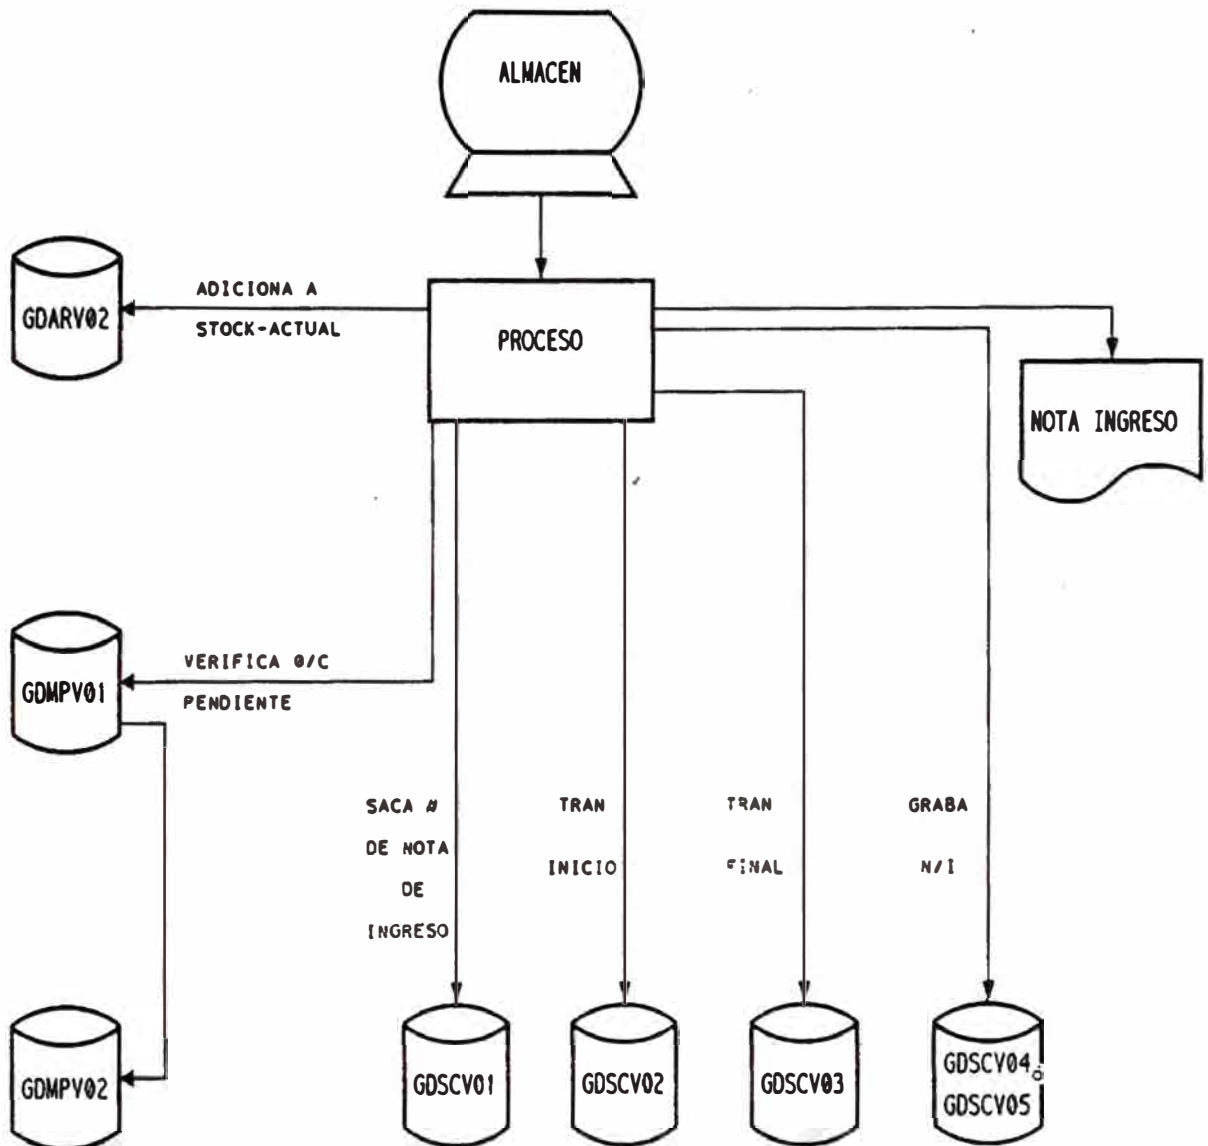 ALMACEN
ADICIONA A
STOCK-ACTUAL
GDARV02
PROCESO
NOTA INGRESO
VERIFICA O/C
PENDIENTE
GDMPV01
SACA #
DE NOTA
DE
INGRESO
TRAN
INICIO
TRAN
FINAL
GRABA
N/I
GDMPV02
GDSCV01
GDSCV02
GDSCV03
GDSCV04 ó
GDSCV05